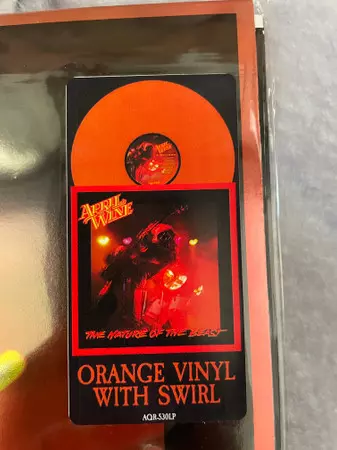 APRIL
WINE
THE NATURE OF THE BEAST
ORANGE VINYL
WITH SWIRL
AQR-530LP